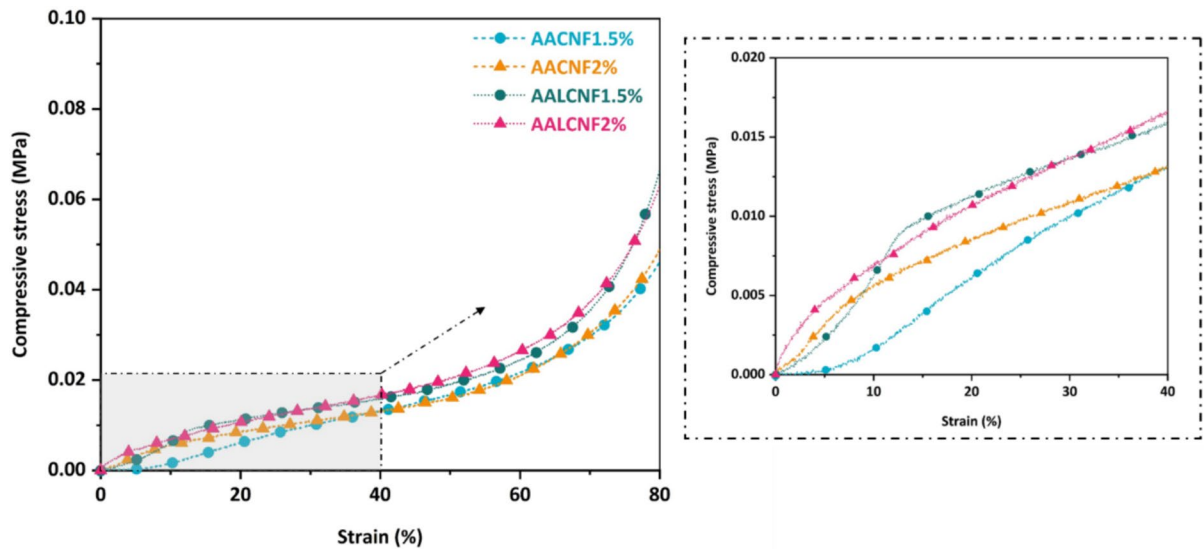 0.10
0.08
0.06
0.04
0.02
0.00
Compressive stress (MPa)
0
20
40
60
80
Strain (%)
AACNF1.5%
AACNF2%
AALCNF1.5%
AALCNF2%
0.020
0.015
0.010
0.005
0.000
Compressive stress (MPa)
0
10
20
30
40
Strain (%)